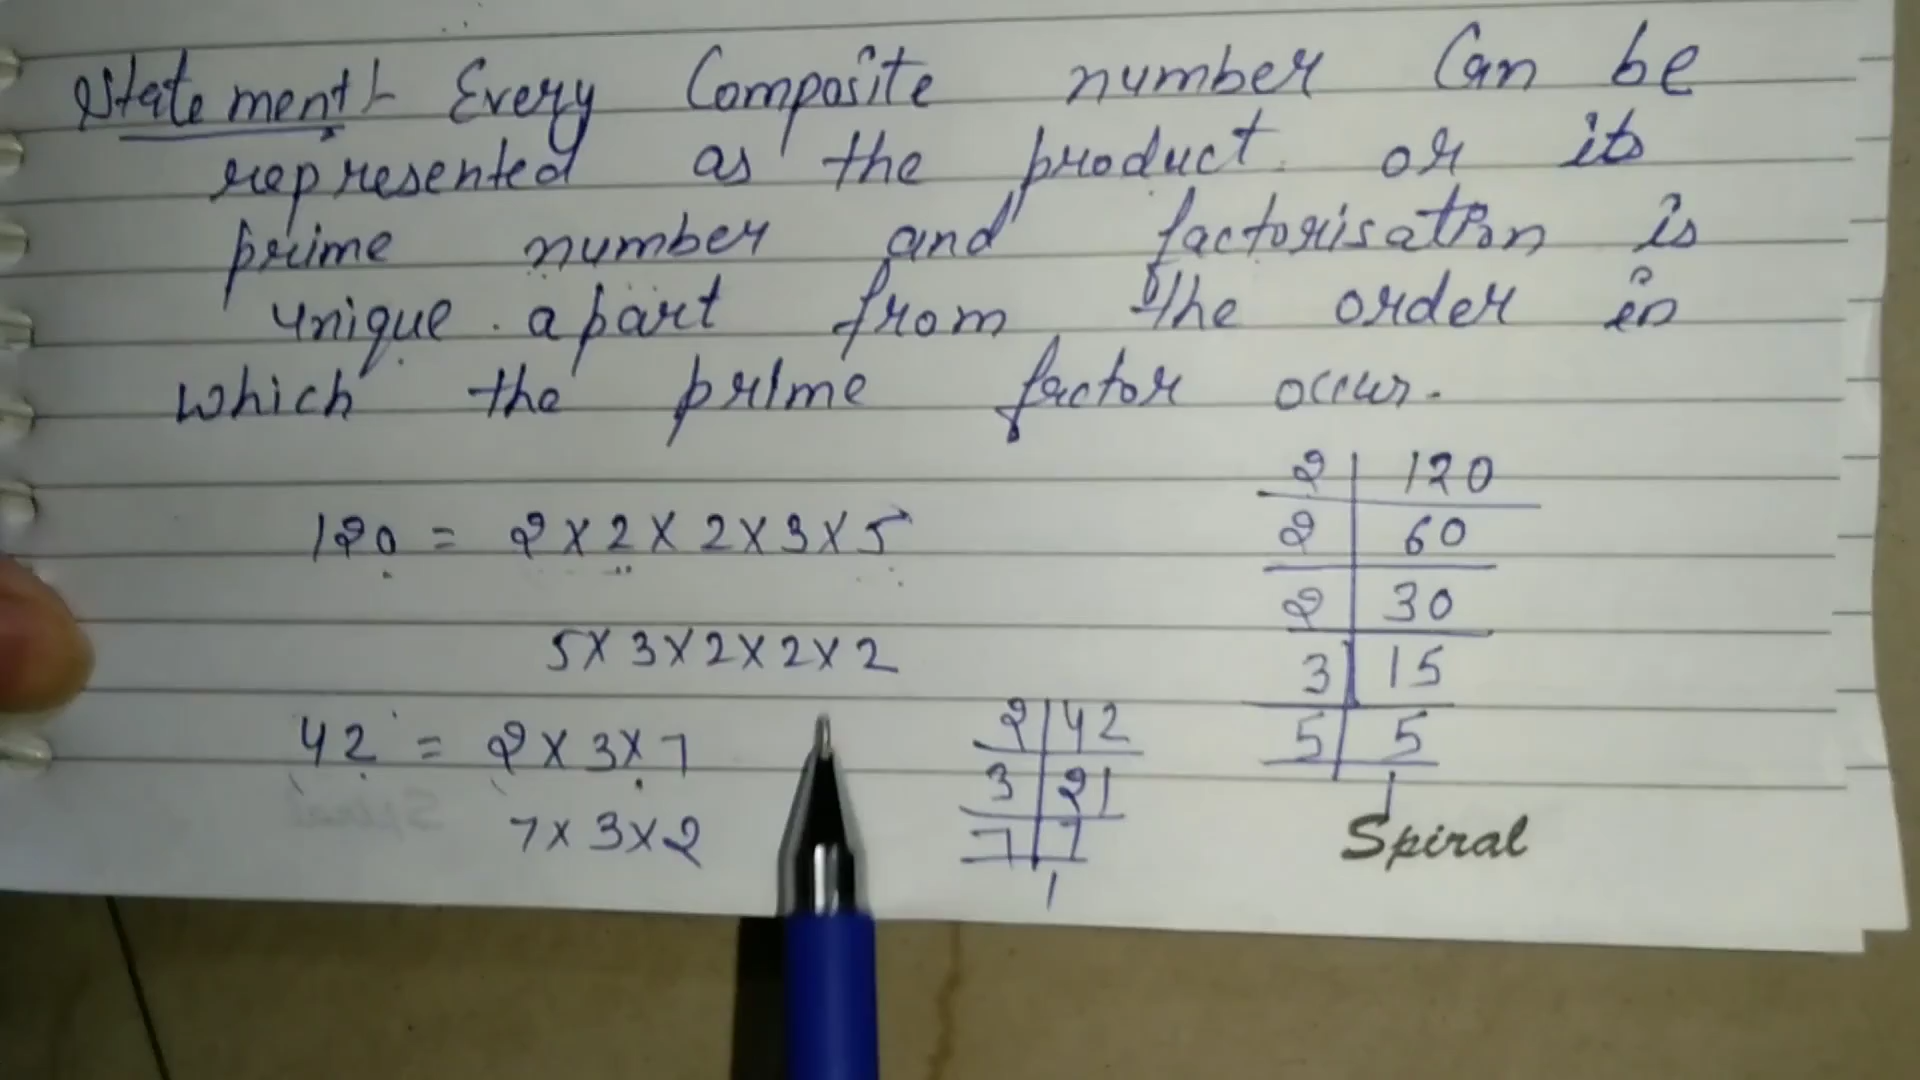 Statement :- Every Composite number Can be
represented as the product or its
prime number and factorisation is
unique apart from the order in
which the prime factor occur.
120 = 2 x 2 x 2 x 3 x 5
5 x 3 x 2 x 2 x 2
42 = 2 x 3 x 7
7 x 3 x 2
2 | 42
3 | 21
7 | 7
1
2 | 120
2 | 60
2 | 30
3 | 15
5 | 5
1
Spiral